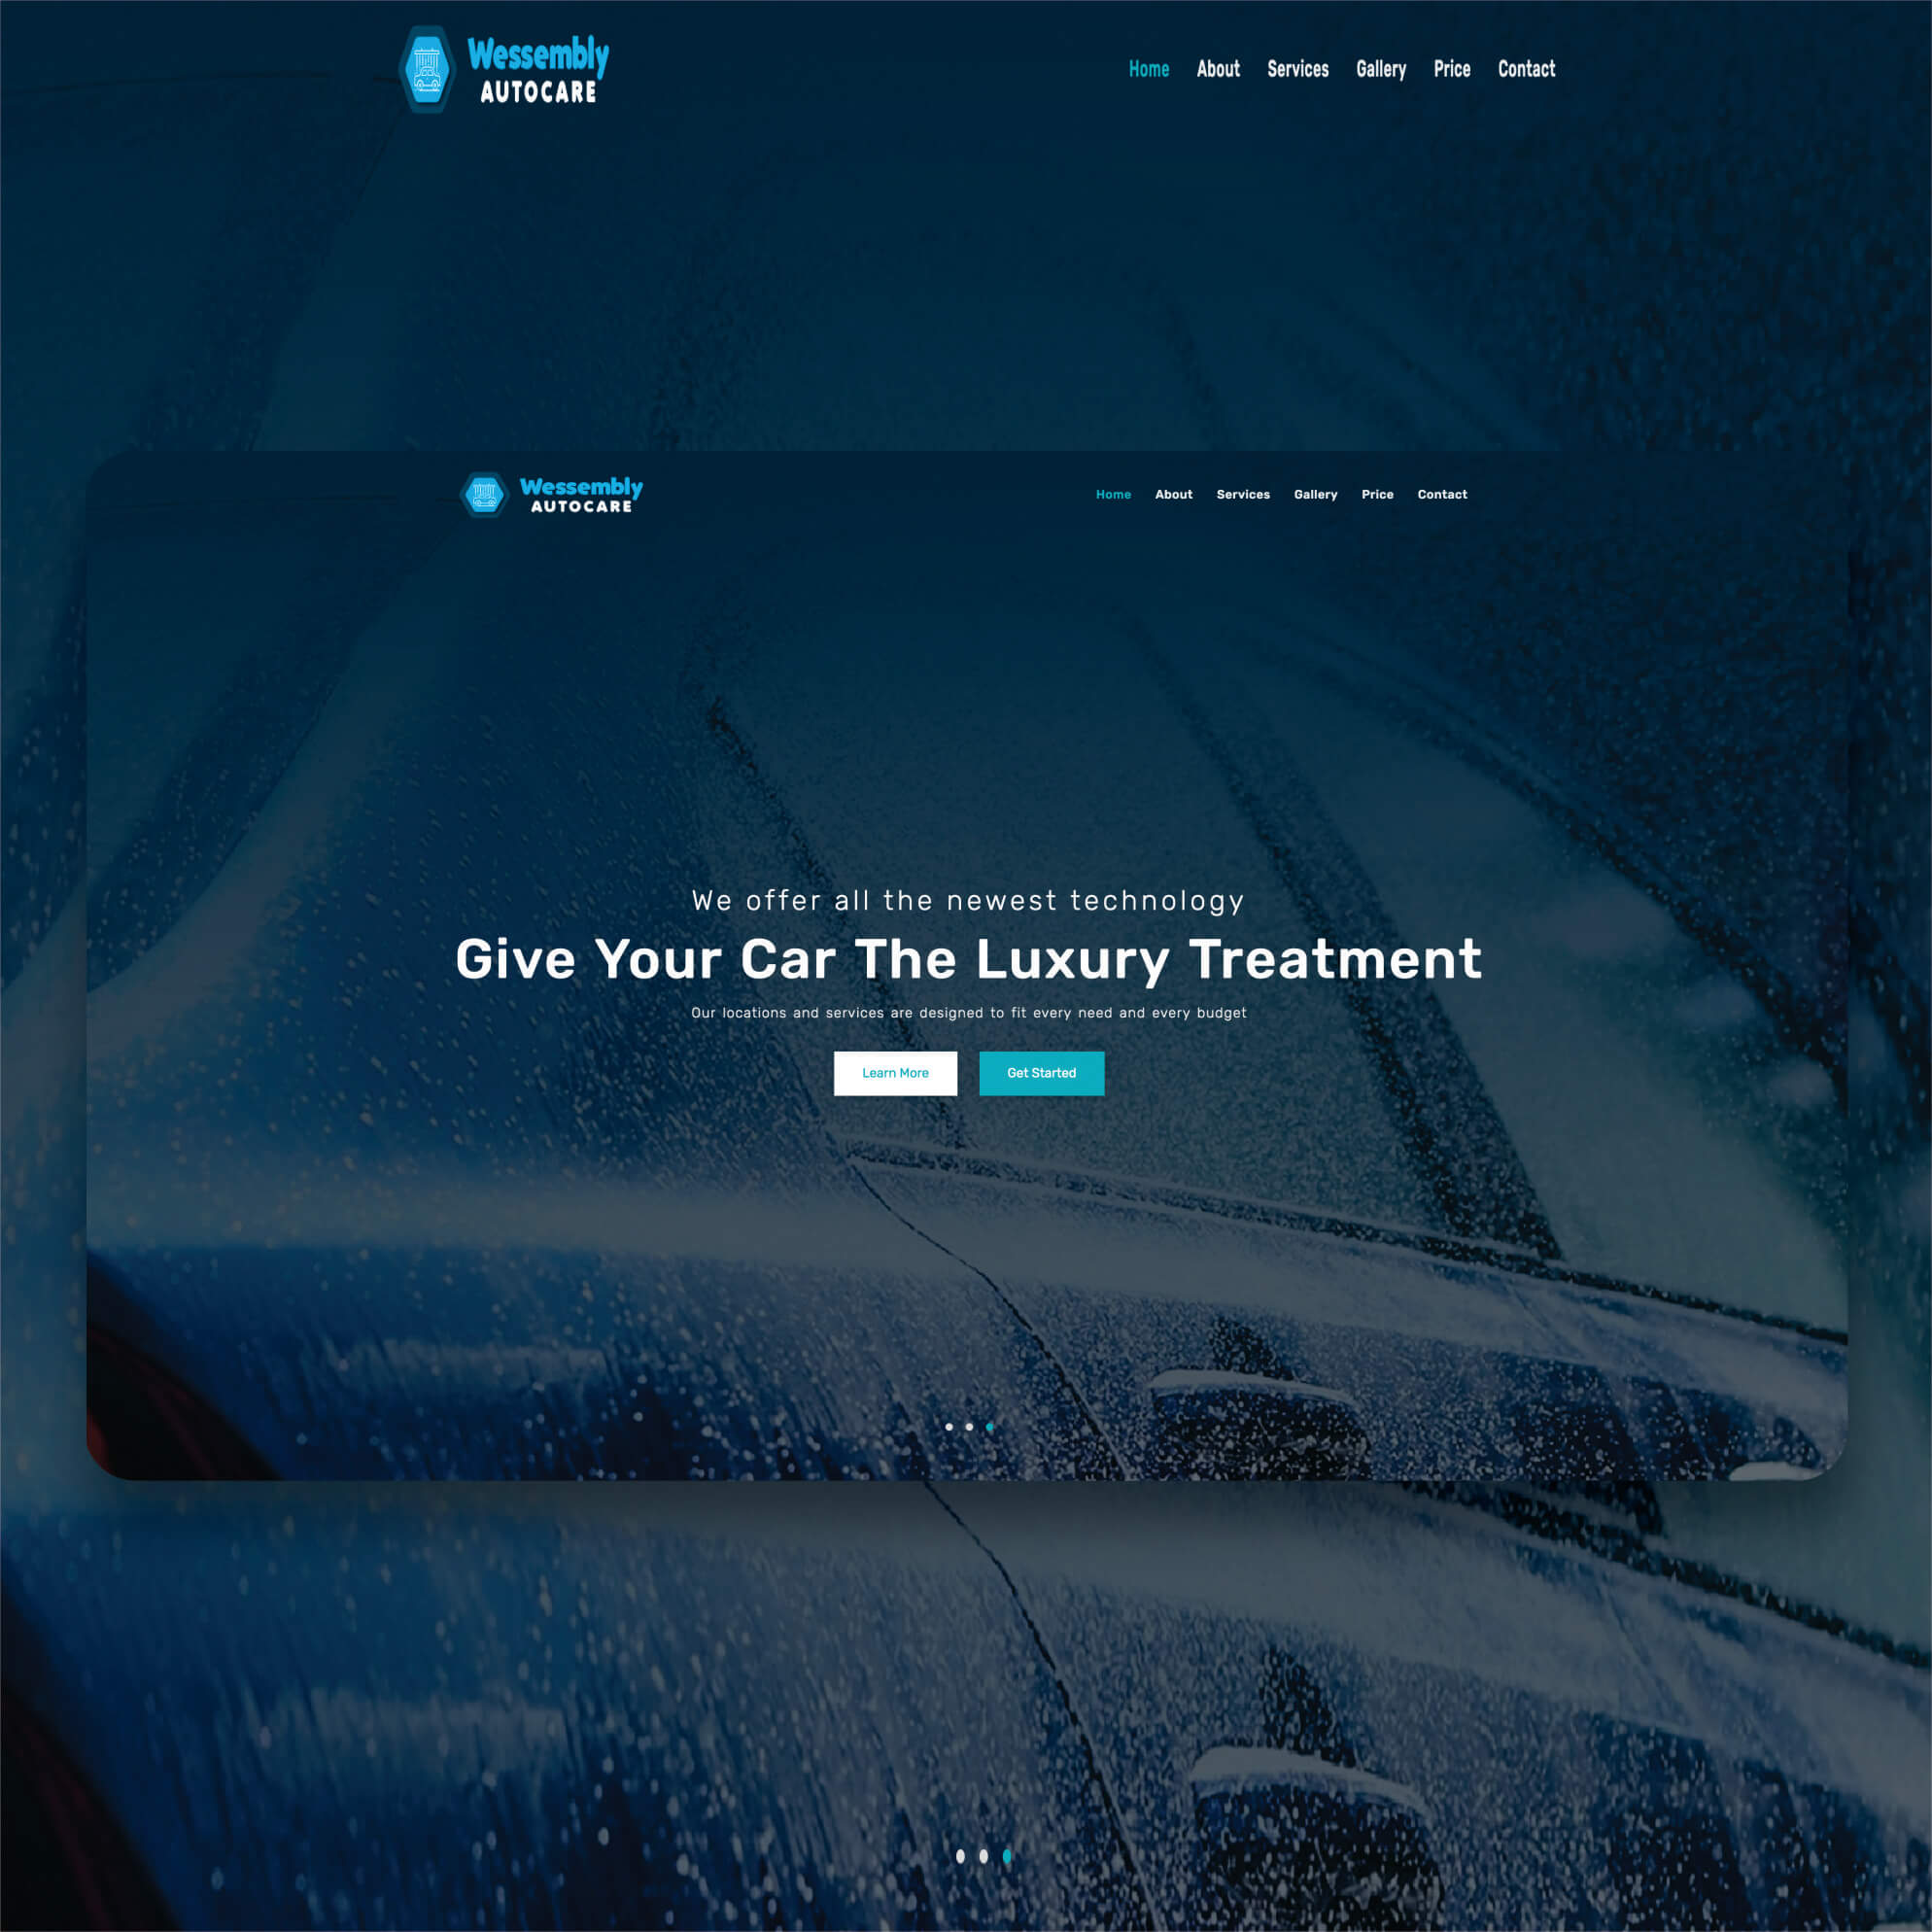 Wessembly
AUTOCARE
Home About Services Gallery Price Contact
Wessembly
AUTOCARE
Home About Services Gallery Price Contact
We offer all the newest technology
Give Your Car The Luxury Treatment
Our locations and services are designed to fit every need and every budget
Learn More Get Started